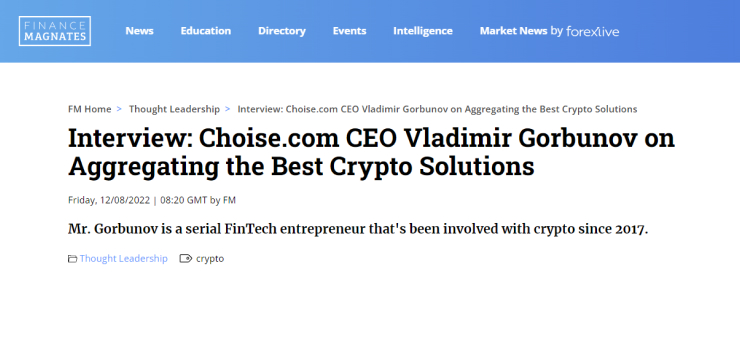 FINANCE
MAGNATES
News Education Directory Events Intelligence Market News by forexlive
FM Home > Thought Leadership > Interview: Choise.com CEO Vladimir Gorbunov on Aggregating the Best Crypto Solutions
Interview: Choise.com CEO Vladimir Gorbunov on
Aggregating the Best Crypto Solutions
Friday, 12/08/2022 | 08:20 GMT by FM
Mr. Gorbunov is a serial FinTech entrepreneur that's been involved with crypto since 2017.
Thought Leadership crypto